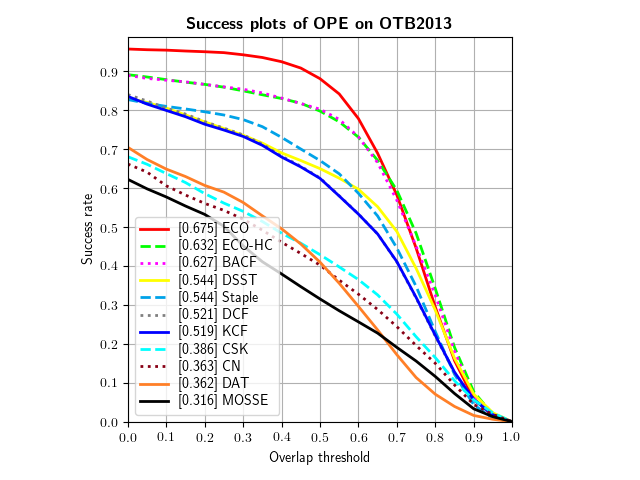 Success plots of OPE on OTB2013
Success rate
0.9
0.8
0.7
0.6
0.5
0.4
0.3
0.2
0.1
0.0
[0.675] ECO
[0.632] ECO-HC
[0.627] BACF
[0.544] DSST
[0.544] Staple
[0.521] DCF
[0.519] KCF
[0.386] CSK
[0.363] CN
[0.362] DAT
[0.316] MOSSE
0.0 0.1 0.2 0.3 0.4 0.5 0.6 0.7 0.8 0.9 1.0
Overlap threshold